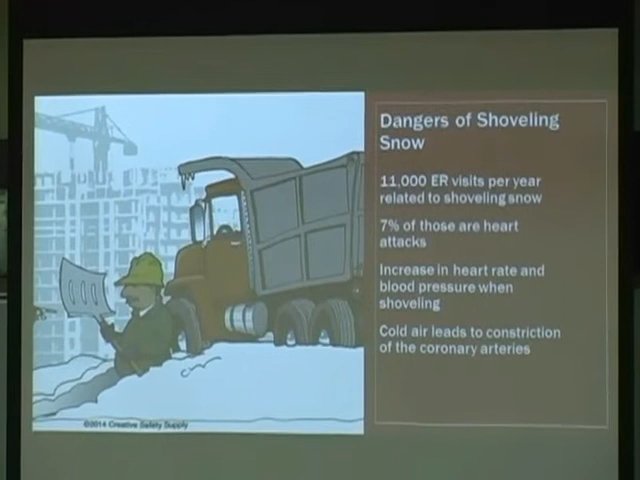 Dangers of Shoveling
Snow
11,000 ER visits per year
related to shoveling snow
7% of those are heart
attacks
Increase in heart rate and
blood pressure when
shoveling
Cold air leads to constriction
of the coronary arteries
©2014 Creative Safety Supply